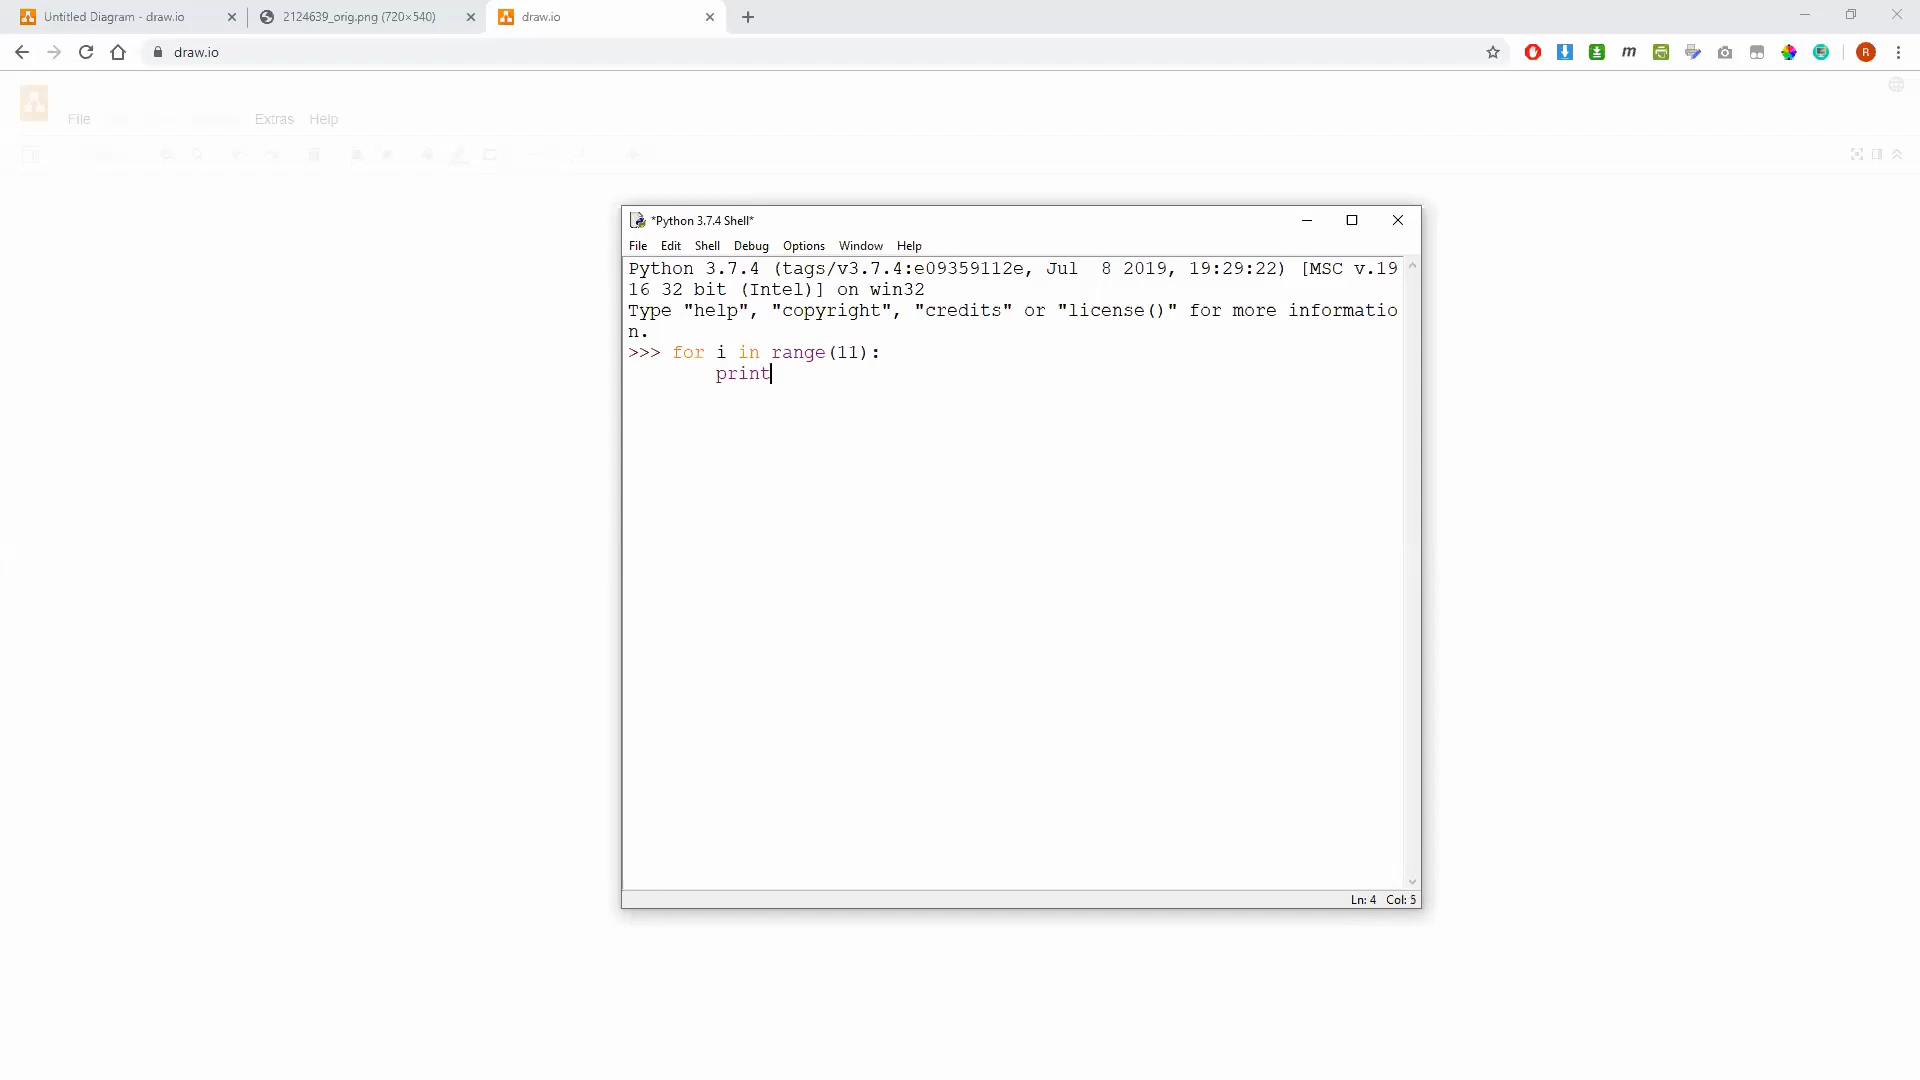 Untitled Diagram - draw.io
2124639_orig.png (720×540)
draw.io
draw.io
m
R
File Extras Help
*Python 3.7.4 Shell*
File Edit Shell Debug Options Window Help
Python 3.7.4 (tags/v3.7.4:e09359112e, Jul  8 2019, 19:29:22) [MSC v.19
16 32 bit (Intel)] on win32
Type "help", "copyright", "credits" or "license()" for more informatio
n.
>>> for i in range(11):
        print
Ln: 4 Col: 5